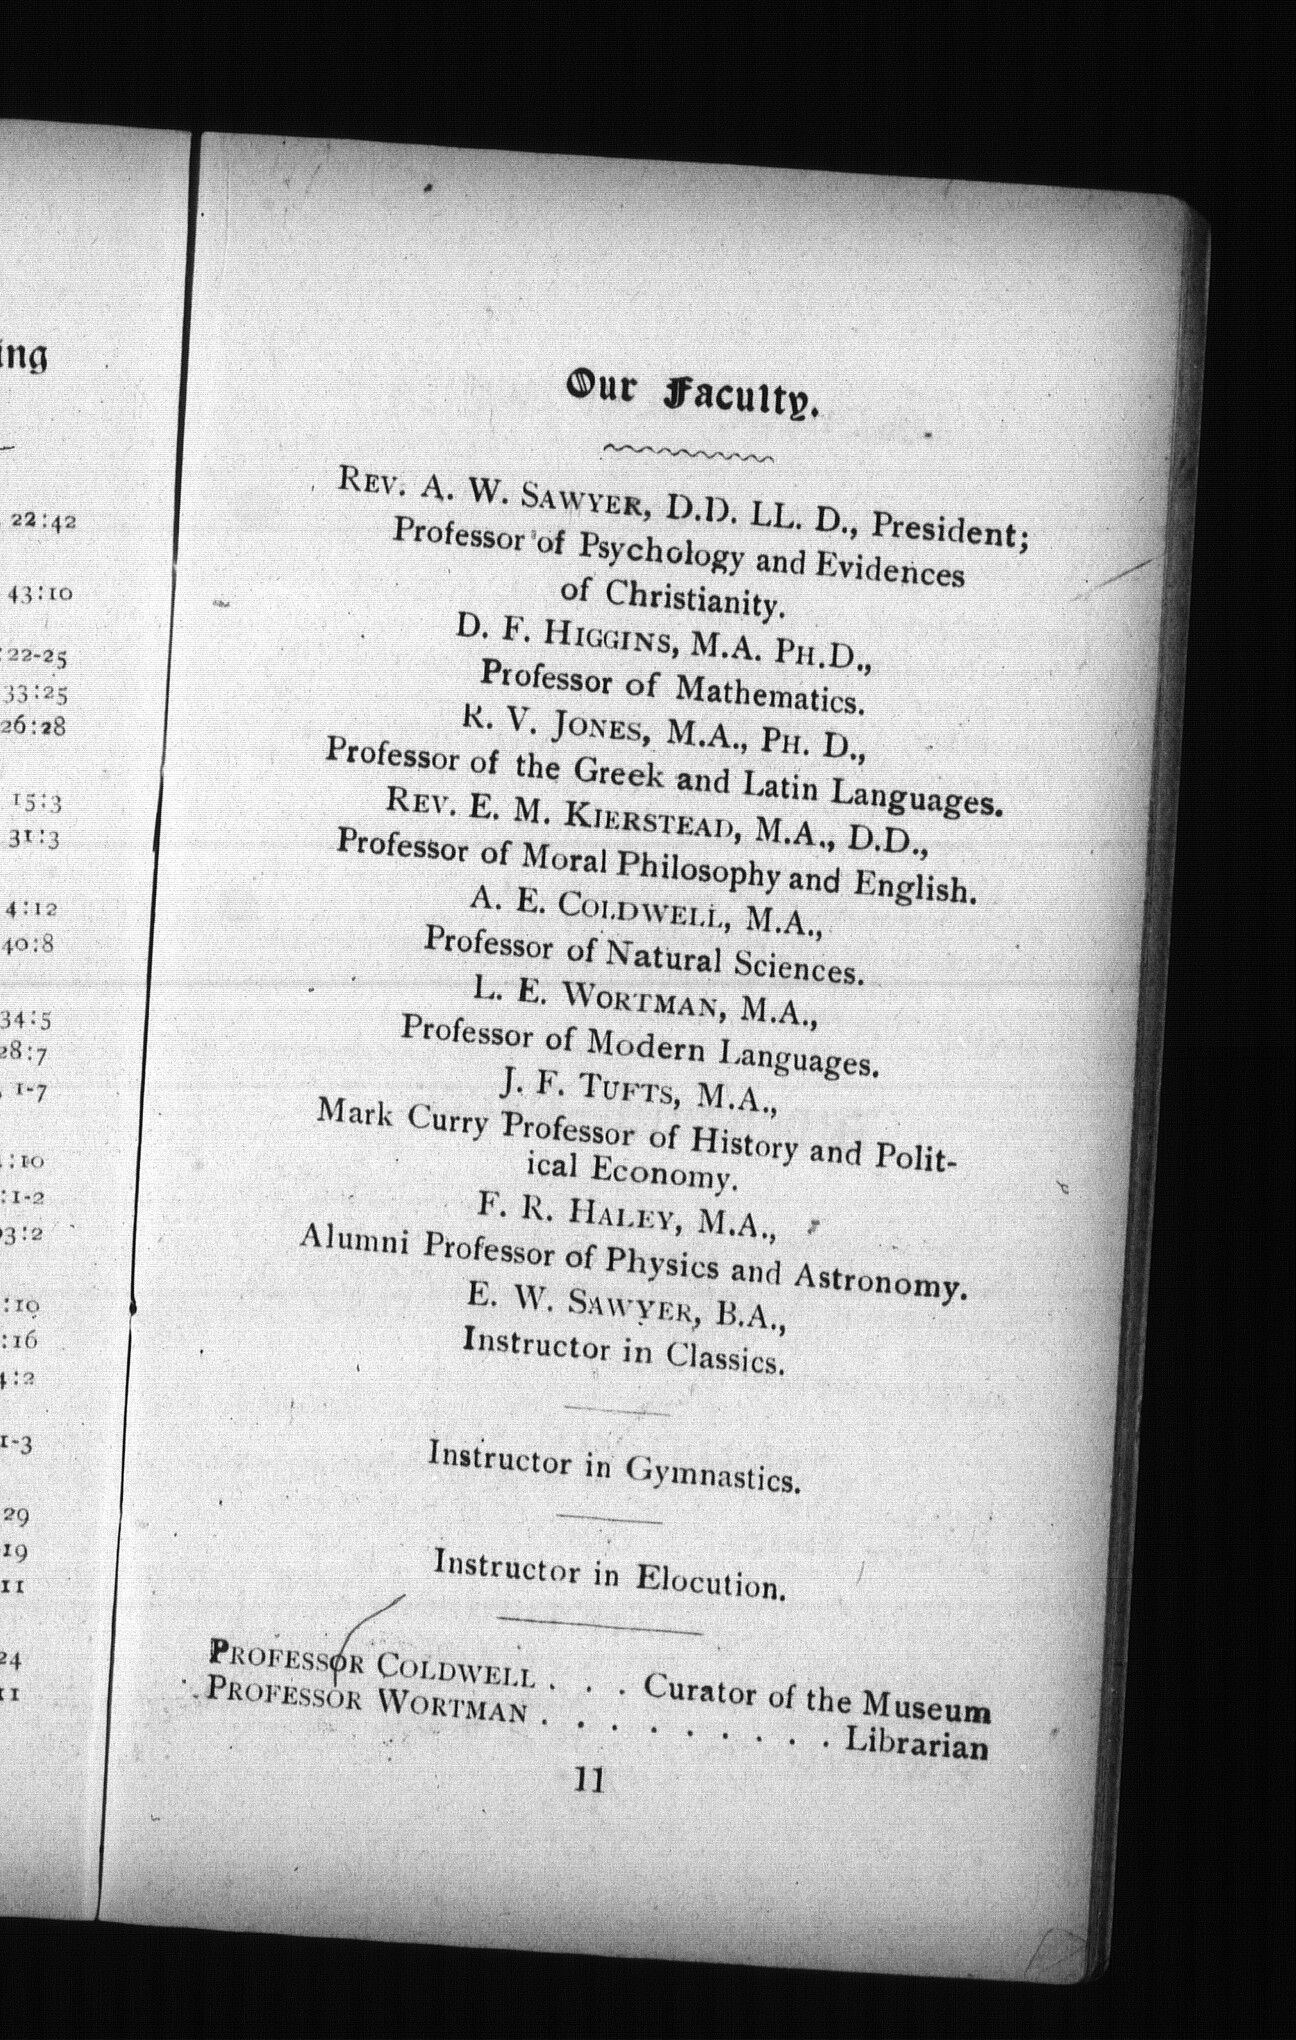 ing
22:42
43:10
:22-25
33:25
26:28
15:3
31:3
4:12
40:8
34:5
28:7
1-7
:10
:1-2
3:2
:10
:16
4:2
1-3
29
19
11
24
11
Our Faculty.
REV. A. W. SAWYER, D.D. LL. D., President;
Professor of Psychology and Evidences
of Christianity.
D. F. HIGGINS, M.A. PH.D.,
Professor of Mathematics.
R. V. JONES, M.A., PH. D.,
Professor of the Greek and Latin Languages.
REV. E. M. KIERSTEAD, M.A., D.D.,
Professor of Moral Philosophy and English.
A. E. COLDWELL, M.A.,
Professor of Natural Sciences.
L. E. WORTMAN, M.A.,
Professor of Modern Languages.
J. F. TUFTS, M.A.,
Mark Curry Professor of History and Polit-
ical Economy.
F. R. HALEY, M.A.,
Alumni Professor of Physics and Astronomy.
E. W. SAWYER, B.A.,
Instructor in Classics.
Instructor in Gymnastics.
Instructor in Elocution.
PROFESSOR COLDWELL . . . Curator of the Museum
PROFESSOR WORTMAN . . . . . . . . . Librarian
11